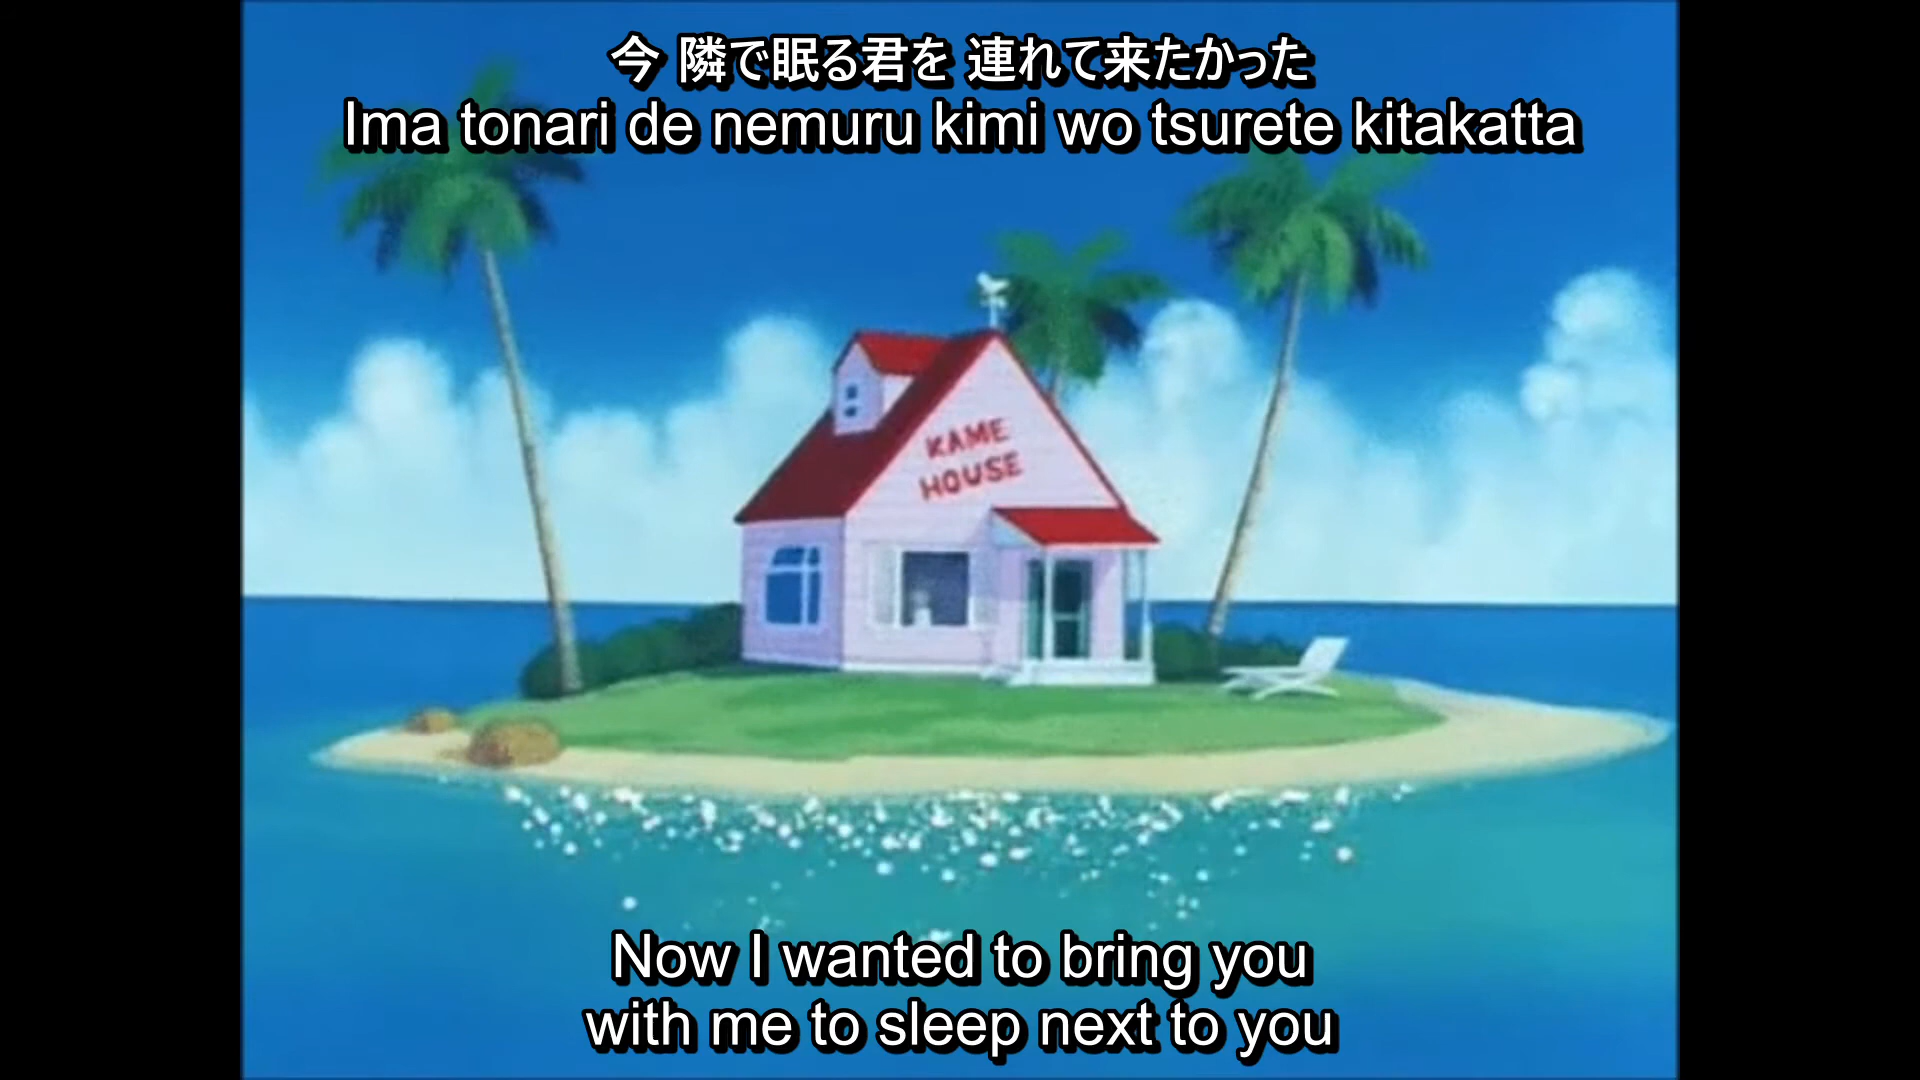 今 隣で眠る君を 連れて来たかった
Ima tonari de nemuru kimi wo tsurete kitakatta
KAME
HOUSE
Now I wanted to bring you
with me to sleep next to you